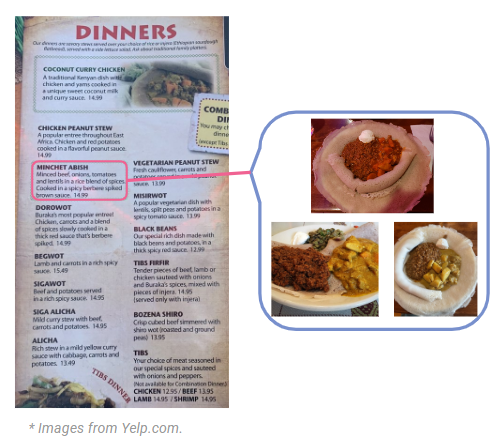 DINNERS
Our dinners are savory stews served over your choice of rice or injera (Ethiopian sourdough
flatbread), served with a side lettuce salad. Ask about traditional family platters.
COCONUT CURRY CHICKEN
A traditional Kenyan dish with
chicken and yams cooked in
a unique sweet coconut milk
and curry sauce. 14.99
COMB
DIN
You may ch
dinne
(except Tibs
CHICKEN PEANUT STEW
A popular entree throughout East
Africa. Chicken and red potatoes
cooked in a flavorful peanut sauce.
14.99
MINCHET ABISH
Minced beef, onions, tomatoes
and lentils in a rice blend of spices.
Cooked in a spicy berbere spiked
brown sauce. 14.99
DOROWOT
Buraka's most popular entree!
Chicken, carrots and a blend
of spices slowly cooked in a
thick red sauce that's berbere
spiked. 14.99
BEGWOT
Lamb and carrots in a rich spicy
sauce. 15.49
SIGAWOT
Beef and potatoes served
in a rich spicy sauce. 14.95
SIGA ALICHA
Mild curry stew with beef,
carrots and potatoes. 14.95
ALICHA
Rich stew in a mild yellow curry
sauce with cabbage, carrots and
potatoes. 13.49
TIBS DINNER
VEGETARIAN PEANUT STEW
Fresh cauliflower, carrots and
potatoes
sauce. 13.99
MISIRWOT
A popular vegetarian dish with
lentils, split peas and potatoes in a
spicy tomato sauce. 13.99
BLACK BEANS
Our special rich dish made with
black beans and potatoes, in a
thick spicy red sauce. 12.99
TIBS FIRFIR
Tender pieces of beef, lamb or
chicken sauteed with onions
and Buraka's spices, mixed with
pieces of injera. 14.95
(served only with injera)
BOZENA SHIRO
Crisp cubed beef simmered with
shiro wot (roasted and ground
peas) 13.95
TIBS
Your choice of meat seasoned in
our special spices and sauteed
with onions and peppers.
(Not available for Combination Dinner.)
CHICKEN 12.95 / BEEF 13.95
LAMB 14.95 / SHRIMP 14.95
* Images from Yelp.com.